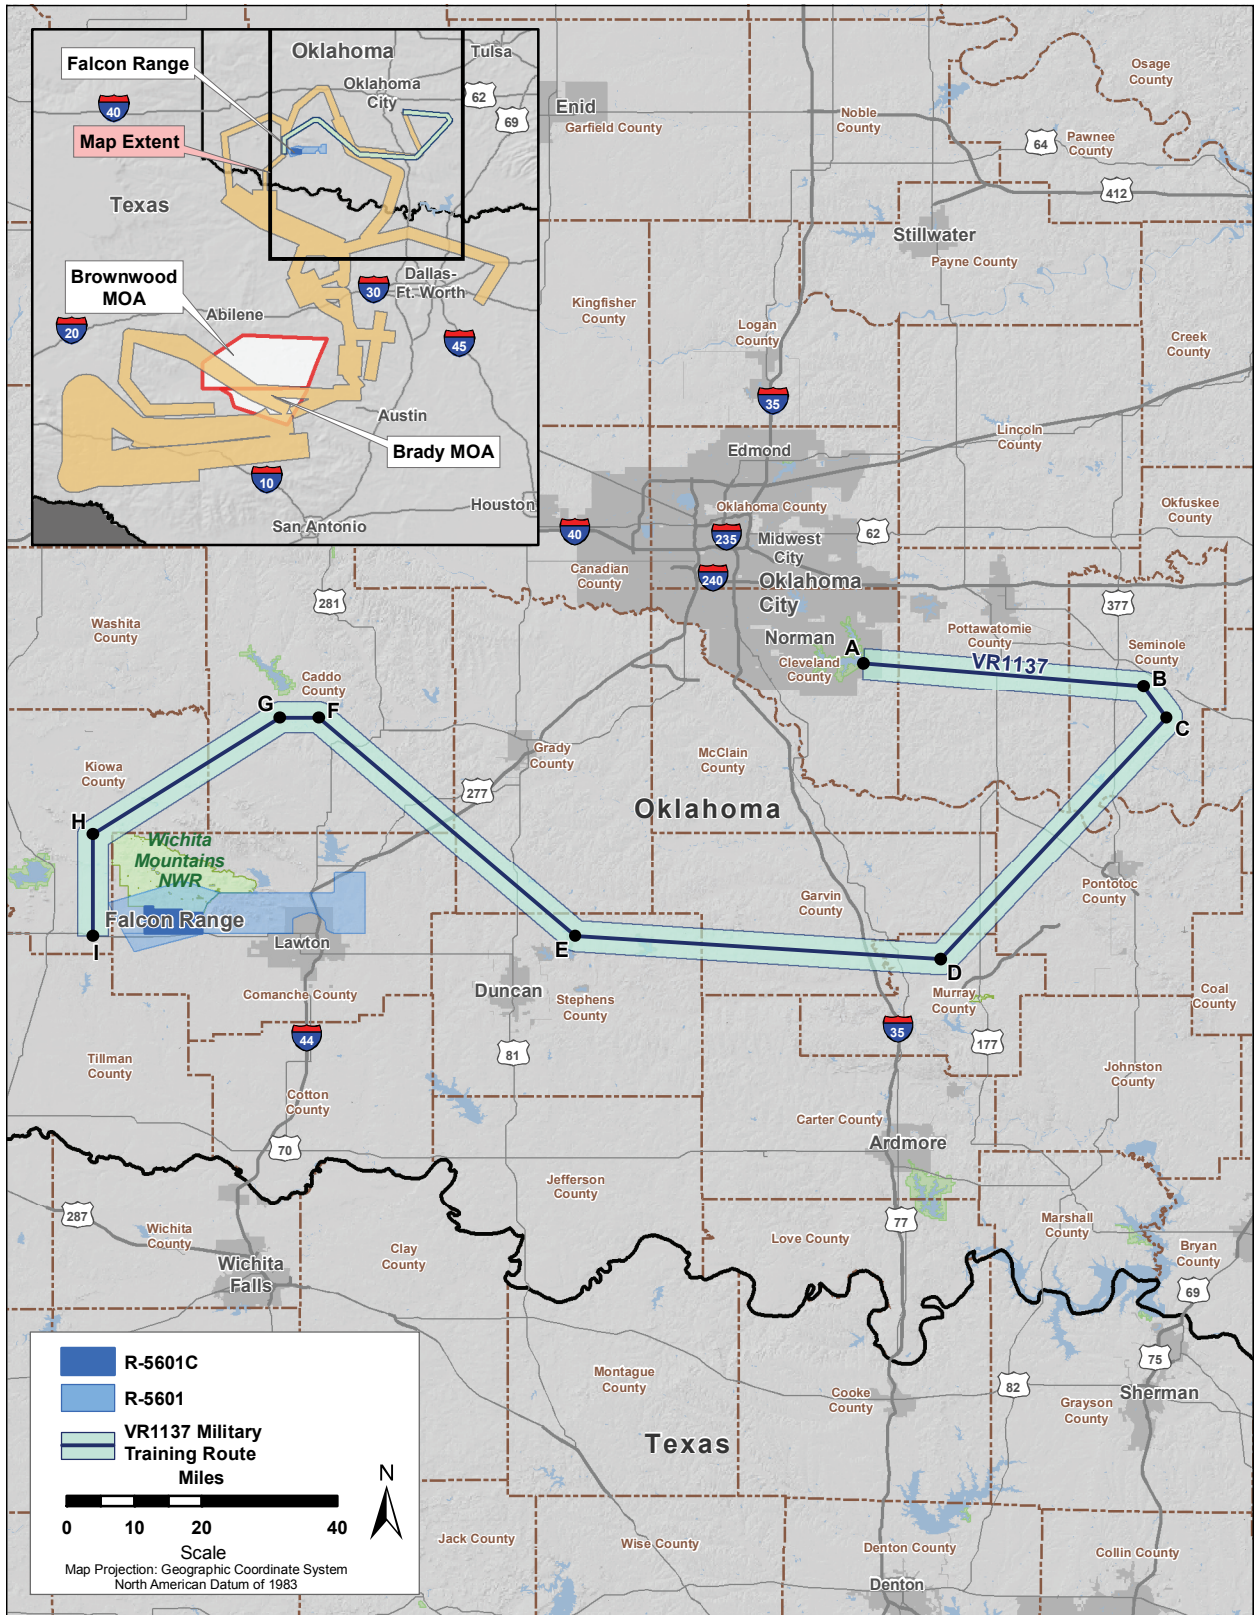 Oklahoma
Tulsa
Falcon Range
Oklahoma
City
40
62
69
Map Extent
Texas
Brownwood
MOA
Dallas-
Ft. Worth
30
Abilene
20
45
Austin
Brady MOA
10
Houston
San Antonio
Osage
County
Enid
Garfield County
Noble
County
64
Pawnee
County
412
Stillwater
Payne County
Kingfisher
County
Logan
County
Creek
County
35
Lincoln
County
Edmond
Okfuskee
County
Oklahoma County
40
235
62
Midwest
City
Canadian
County
240
Oklahoma
City
281
377
Washita
County
Pottawatomie
County
Norman
Seminole
County
A
Cleveland
County
VR1137
B
Caddo
County
G
F
C
Grady
County
McClain
County
Kiowa
County
277
Oklahoma
H
Wichita
Mountains
NWR
Garvin
County
Pontotoc
County
Falcon Range
Lawton
I
E
D
Duncan
Stephens
County
Comanche County
Murray
County
Coal
County
44
35
177
81
Tillman
County
Johnston
County
Cotton
County
Carter County
Ardmore
70
Jefferson
County
287
Wichita
County
77
Marshall
County
Love County
Clay
County
Bryan
County
Wichita
Falls
69
R-5601C
R-5601
VR1137 Military
Training Route
Miles
0 10 20 40
Scale
N
Map Projection: Geographic Coordinate System
North American Datum of 1983
75
Montague
County
82
Cooke
County
Sherman
Grayson
County
Texas
Jack County
Wise County
Denton County
Collin County
Denton